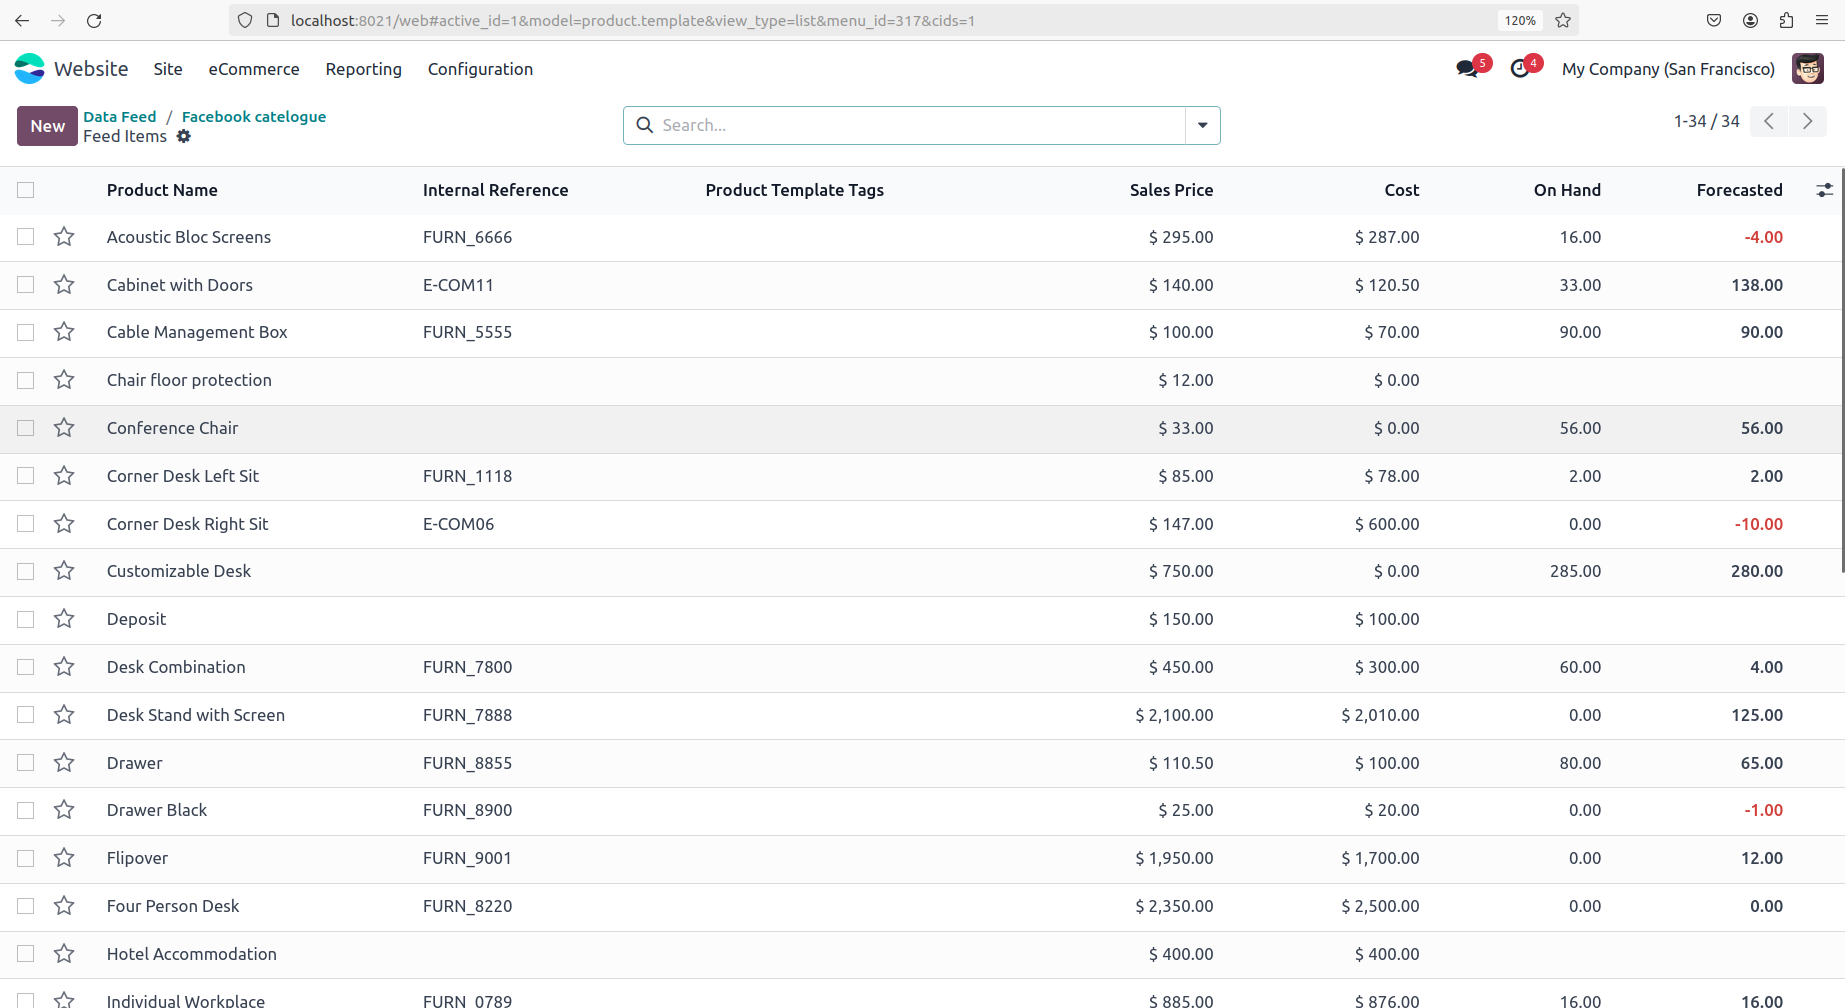 localhost:8021/web#active_id=1&model=product.template&view_type=list&menu_id=317&cids=1 120%
Website Site eCommerce Reporting Configuration 5 4 My Company (San Francisco)
New Data Feed / Facebook catelogue
Feed Items
Search...
1-34 / 34
Product Name Internal Reference Product Template Tags Sales Price Cost On Hand Forecasted
Acoustic Bloc Screens FURN_6666 $ 295.00 $ 287.00 16.00 -4.00
Cabinet with Doors E-COM11 $ 140.00 $ 120.50 33.00 138.00
Cable Management Box FURN_5555 $ 100.00 $ 70.00 90.00 90.00
Chair floor protection $ 12.00 $ 0.00
Conference Chair $ 33.00 $ 0.00 56.00 56.00
Corner Desk Left Sit FURN_1118 $ 85.00 $ 78.00 2.00 2.00
Corner Desk Right Sit E-COM06 $ 147.00 $ 600.00 0.00 -10.00
Customizable Desk $ 750.00 $ 0.00 285.00 280.00
Deposit $ 150.00 $ 100.00
Desk Combination FURN_7800 $ 450.00 $ 300.00 60.00 4.00
Desk Stand with Screen FURN_7888 $ 2,100.00 $ 2,010.00 0.00 125.00
Drawer FURN_8855 $ 110.50 $ 100.00 80.00 65.00
Drawer Black FURN_8900 $ 25.00 $ 20.00 0.00 -1.00
Flipover FURN_9001 $ 1,950.00 $ 1,700.00 0.00 12.00
Four Person Desk FURN_8220 $ 2,350.00 $ 2,500.00 0.00 0.00
Hotel Accommodation $ 400.00 $ 400.00
Individual Workplace FURN_0789 $ 885.00 $ 876.00 16.00 16.00